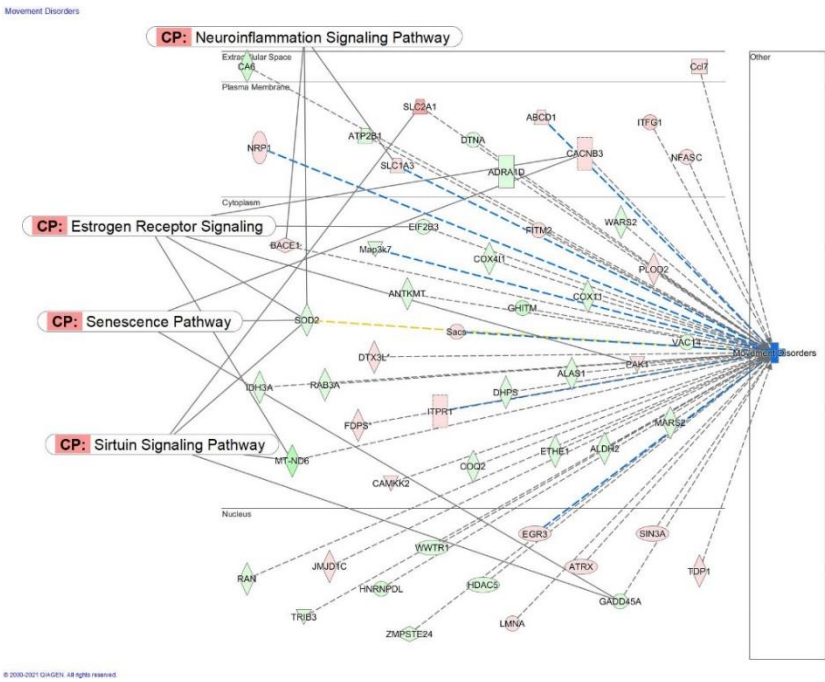 Movement Disorders
CP: Neuroinflammation Signaling Pathway
Extracellular Space
Other
CA6
Ccl7
Plasma Membrane
SLC2A1
ABCD1
ITFG1
ATP2B1
DTNA
NRP1
CACNB3
NFASC
SLC1A3
ADRA1D
Cytoplasm
CP: Estrogen Receptor Signaling
EIF2B3
FITM2
WARS2
BACE1
Map3k7
COX4I1
PLOD2
ANTKMT
COX11
GHITM
CP: Senescence Pathway
SOD2
Sacs
VAC14
Movement Disorders
DTX3L*
PAK1
ALAS1
IDH3A
RAB3A
DHPS
ITPR1
FDPS*
MARS2
CP: Sirtuin Signaling Pathway
MT-ND6
ETHE1
ALDH2
COQ2
CAMKK2
Nucleus
EGR3
SIN3A
WWTR1
JMJD1C
ATRX
TDP1
RAN
HNRNPDL
HDAC5
GADD45A
TRIB3
LMNA
ZMPSTE24
© 2000-2021 QIAGEN. All rights reserved.